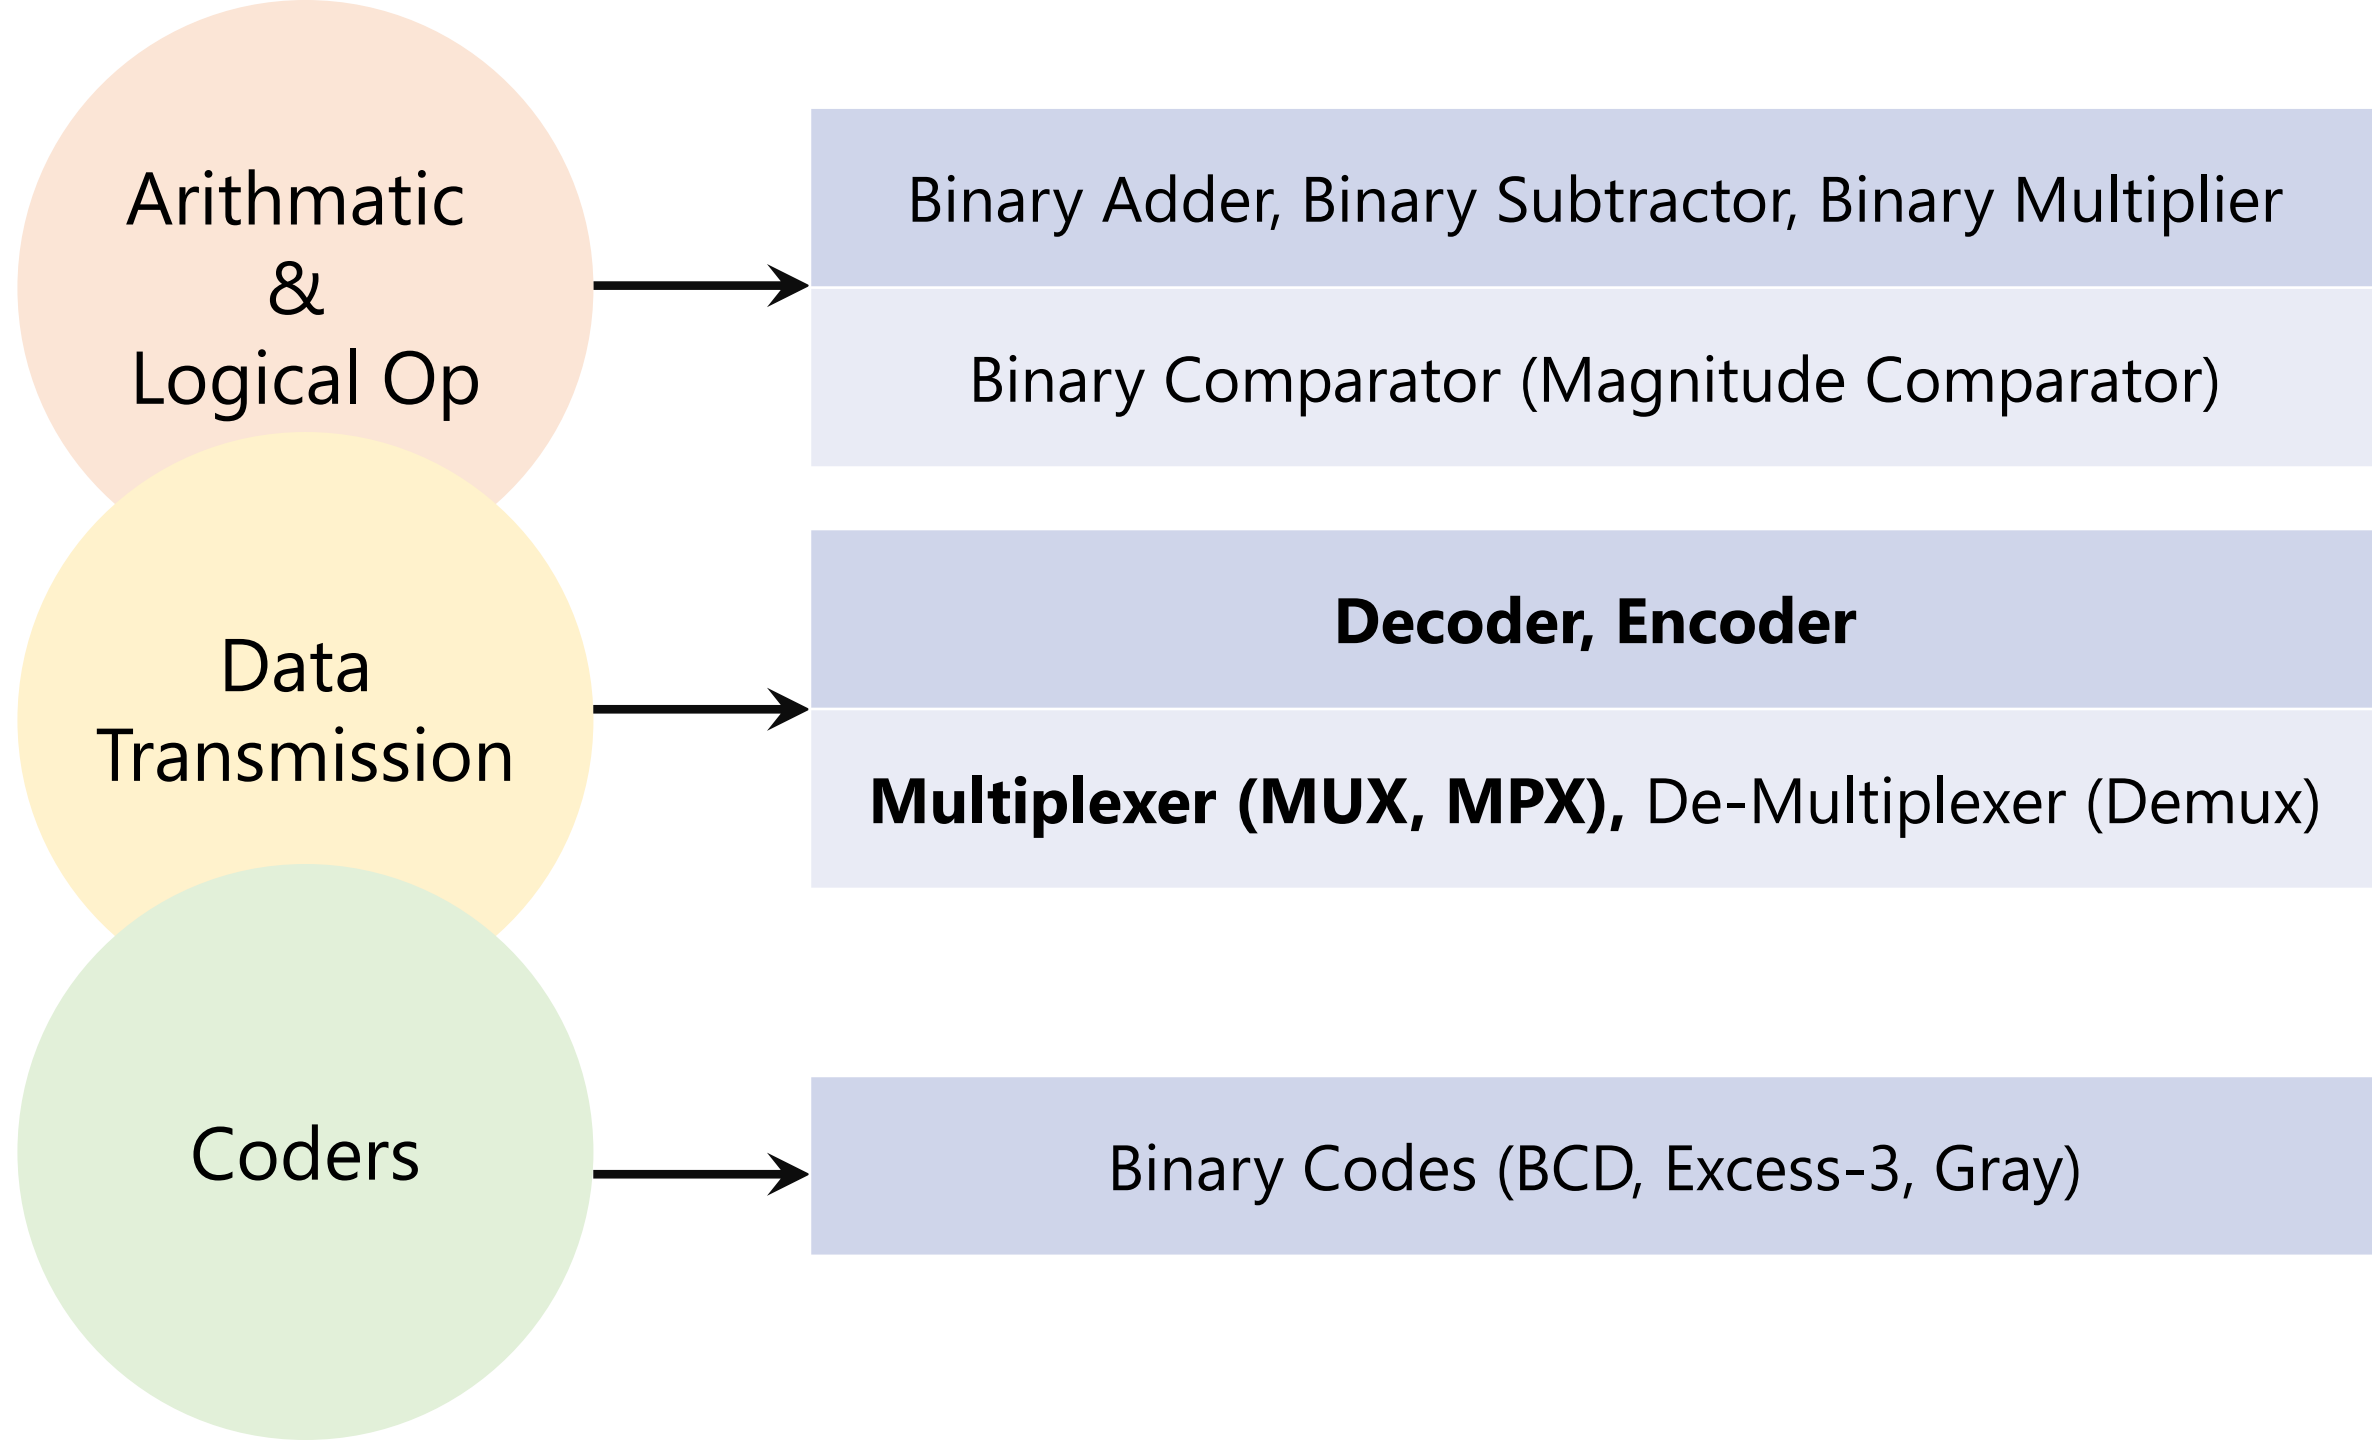 Arithmatic
&
Logical Op
Binary Adder, Binary Subtractor, Binary Multiplier
Binary Comparator (Magnitude Comparator)
Data
Transmission
Decoder, Encoder
Multiplexer (MUX, MPX), De-Multiplexer (Demux)
Coders
Binary Codes (BCD, Excess-3, Gray)